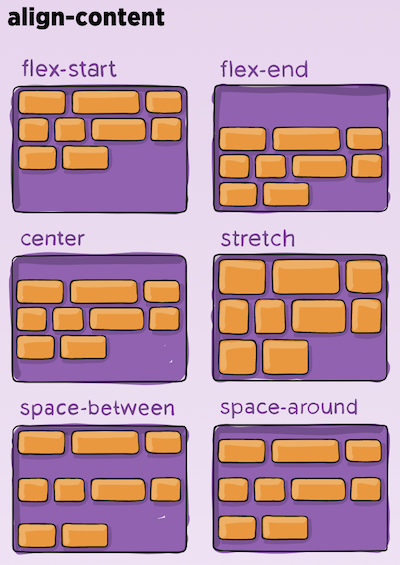 align-content
flex-start
flex-end
center
stretch
space-between
space-around